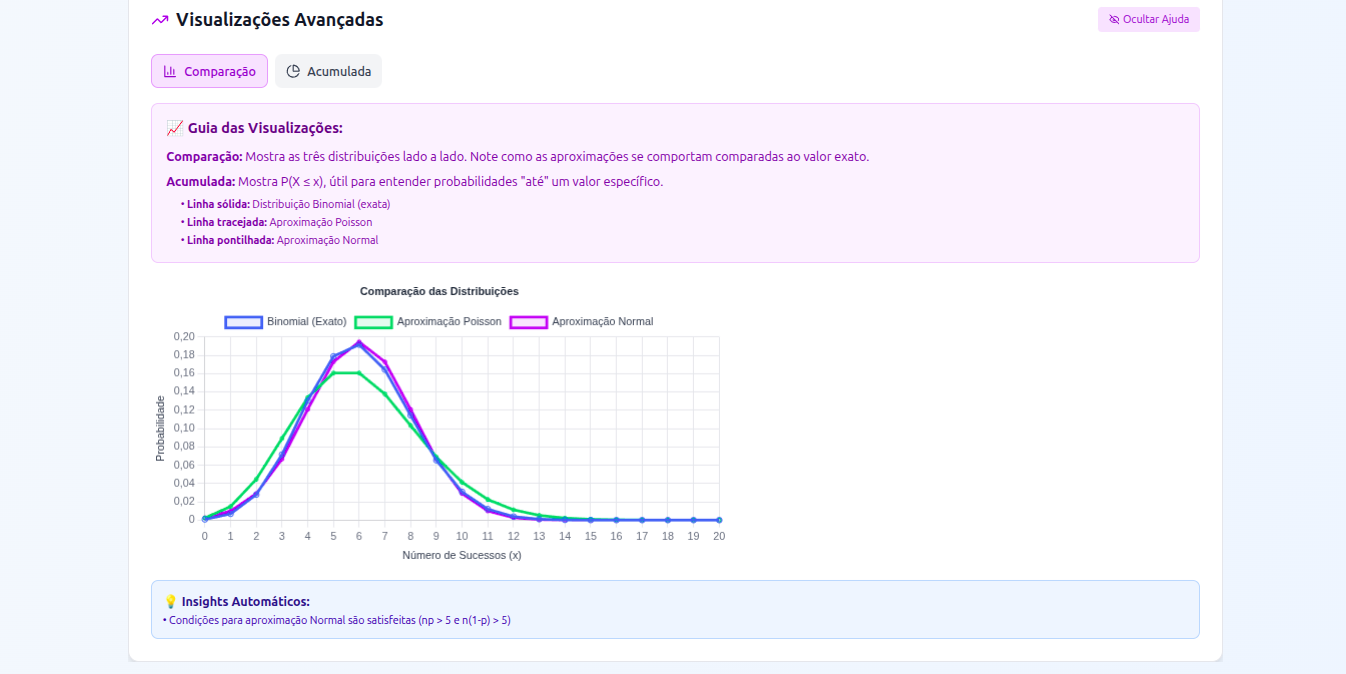 Visualizações Avançadas
Ocultar Ajuda
Comparação
Acumulada
Guia das Visualizações:
Comparação: Mostra as três distribuições lado a lado. Note como as aproximações se comportam comparadas ao valor exato.
Acumulada: Mostra P(X ≤ x), útil para entender probabilidades "até" um valor específico.
• Linha sólida: Distribuição Binomial (exata)
• Linha tracejada: Aproximação Poisson
• Linha pontilhada: Aproximação Normal
Comparação das Distribuições
Binomial (Exato) Aproximação Poisson Aproximação Normal
Probabilidade
0,20
0,18
0,16
0,14
0,12
0,10
0,08
0,06
0,04
0,02
0
0 1 2 3 4 5 6 7 8 9 10 11 12 13 14 15 16 17 18 19 20
Número de Sucessos (x)
Insights Automáticos:
• Condições para aproximação Normal são satisfeitas (np > 5 e n(1-p) > 5)